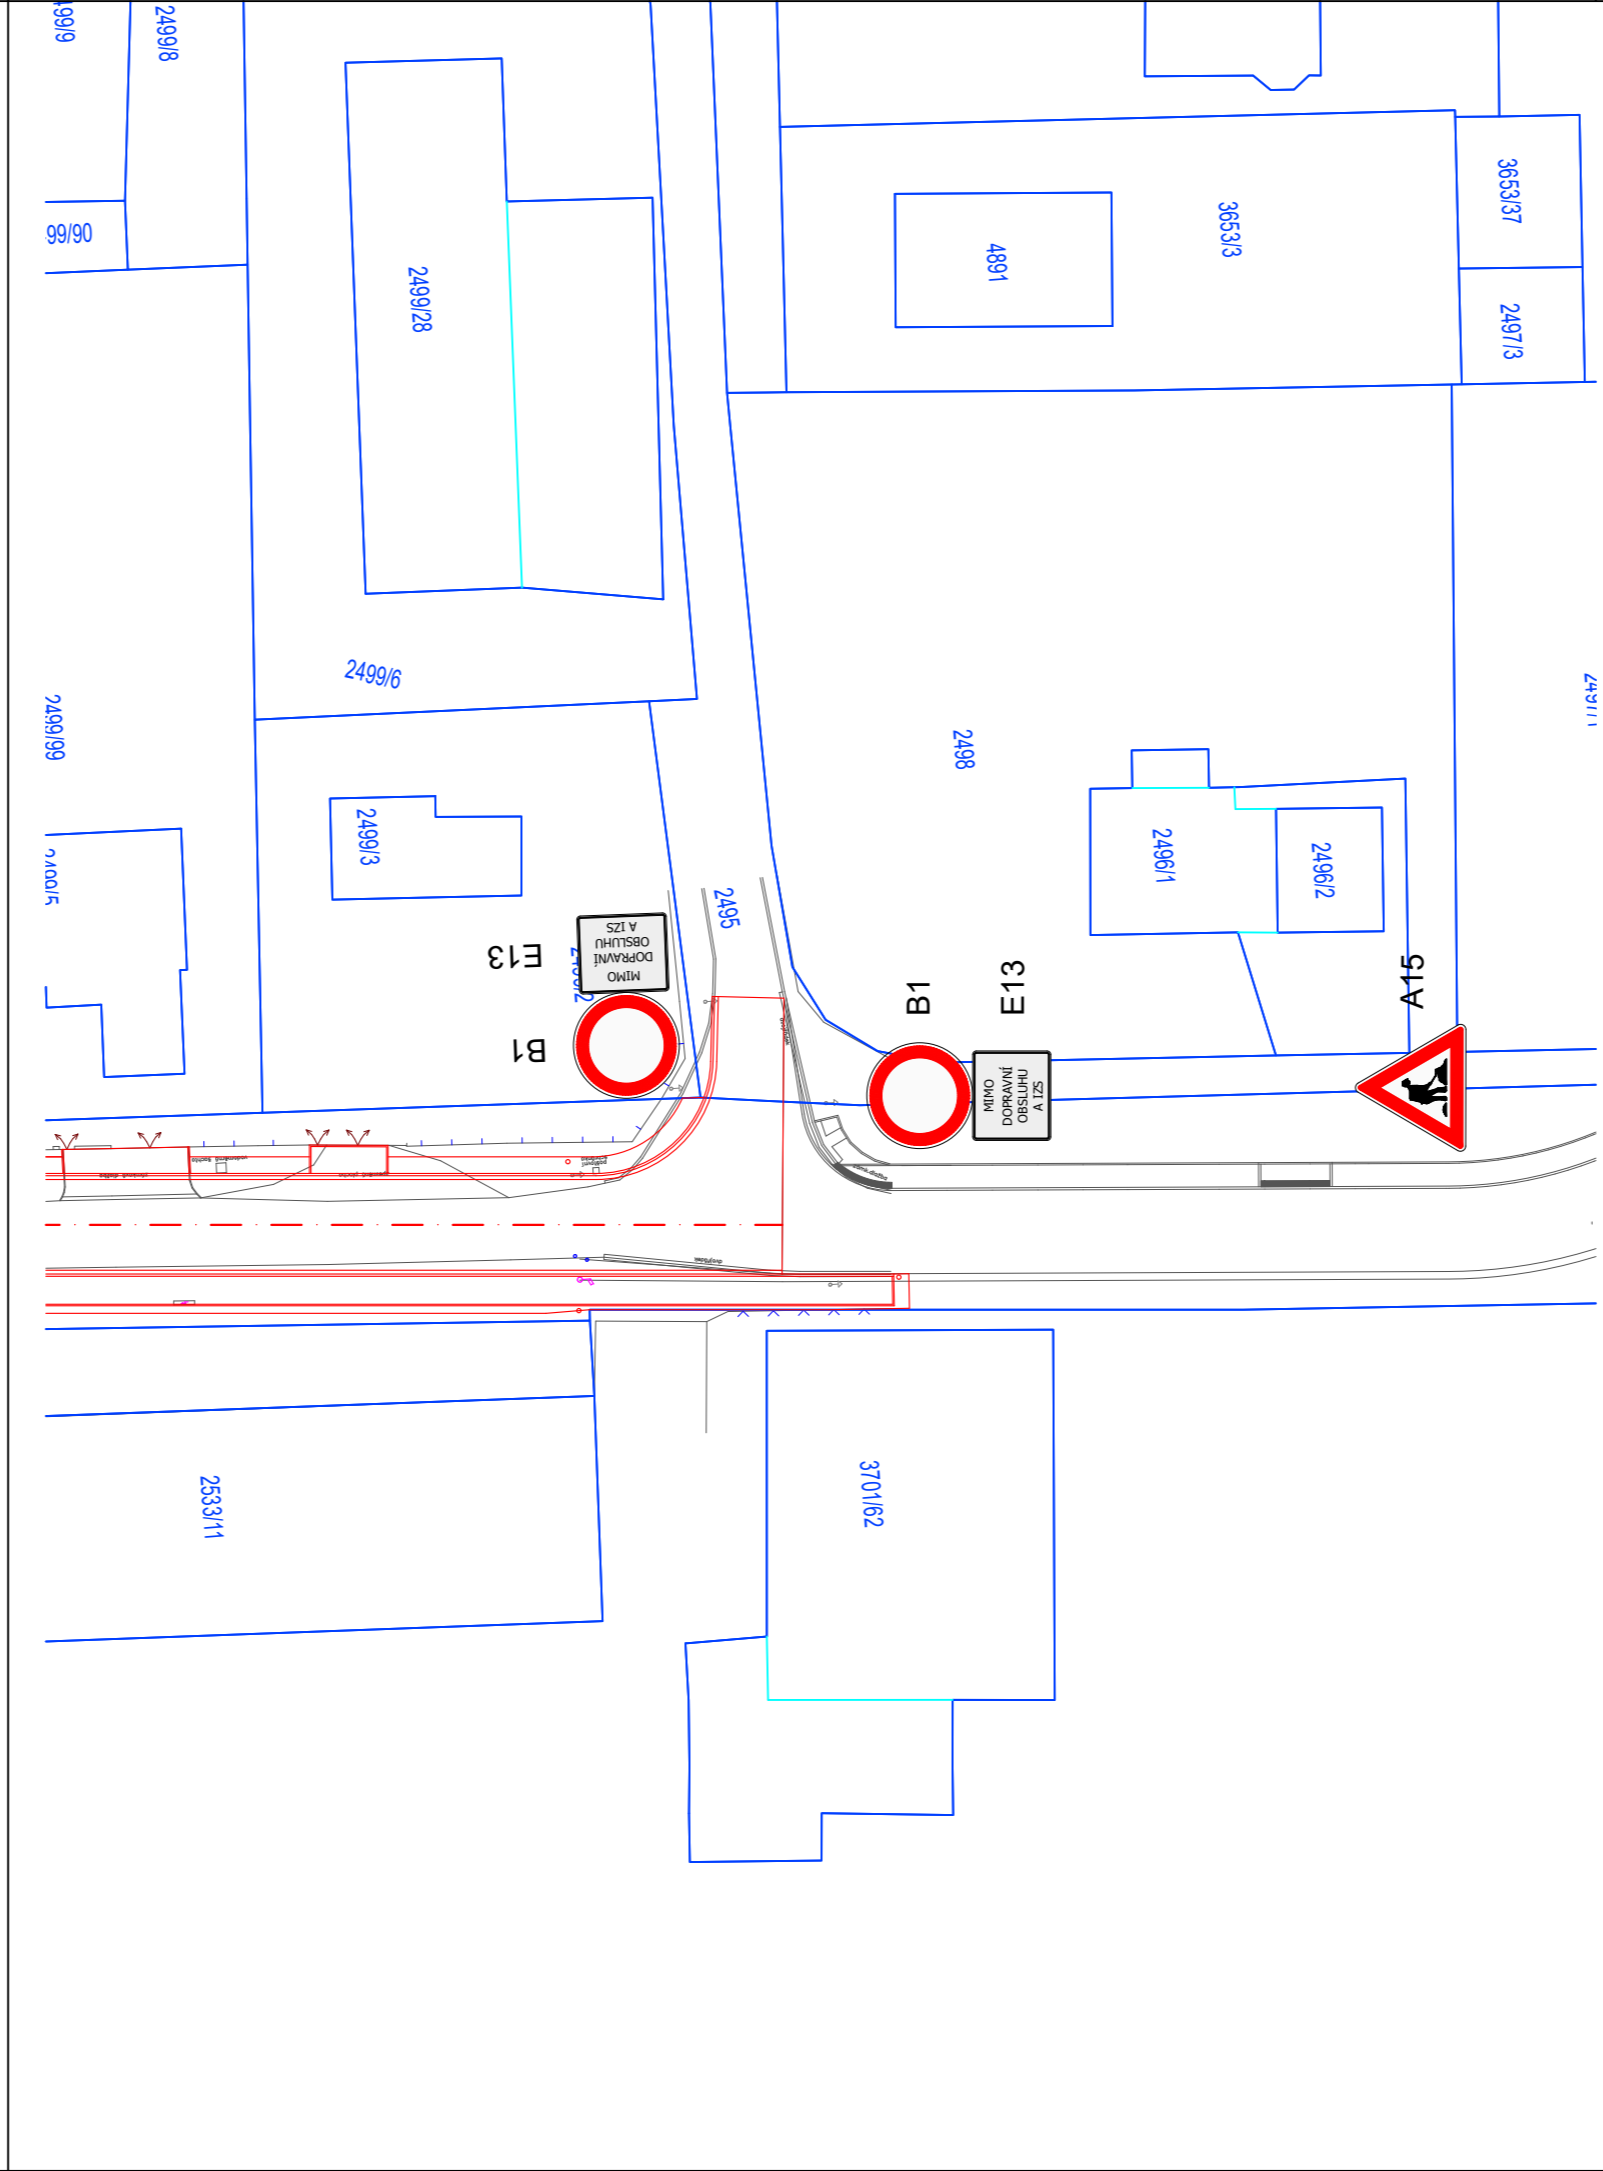 2499/8
99/90
2499/28
4891
3653/3
3653/37
2497/3
2499/6
2499/99
2498
2499/3
2496/1
2496/2
2495
E13
MIMO
DOPRAVNÍ
OBSLUHU
A IZS
B1
B1
E13
MIMO
DOPRAVNÍ
OBSLUHU
A IZS
A15
2533/11
3701/62